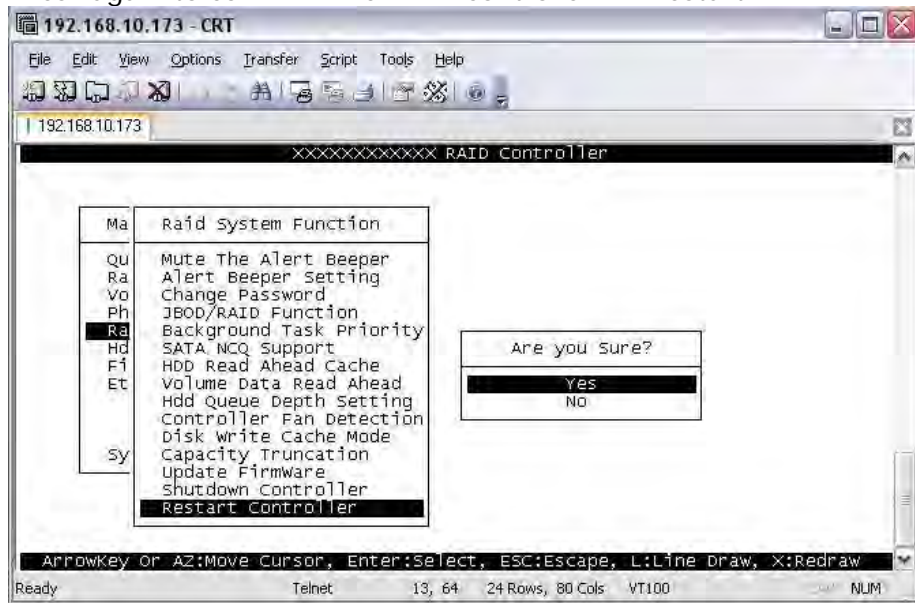 192.168.10.173 - CRT
File Edit View Options Transfer Script Tools Help
192.168.10.173
XXXXXXXXXXXXX RAID Controller
Ma
Raid System Function
Qu
Mute The Alert Beeper
Ra
Alert Beeper Setting
Vo
Change Password
Ph
JBOD/RAID Function
Ra
Background Task Priority
Hd
SATA NCQ Support
Fi
HDD Read Ahead Cache
Et
Volume Data Read Ahead
Hdd Queue Depth Setting
Controller Fan Detection
Disk Write Cache Mode
Sy
Capacity Truncation
Update FirmWare
Shutdown Controller
Restart Controller
Are you Sure?
Yes
No
ArrowKey Or AZ:Move Cursor, Enter:Select, ESC:Escape, L:Line Draw, X:Redraw
Ready Telnet 13, 64 24 Rows, 80 Cols VT100 NUM